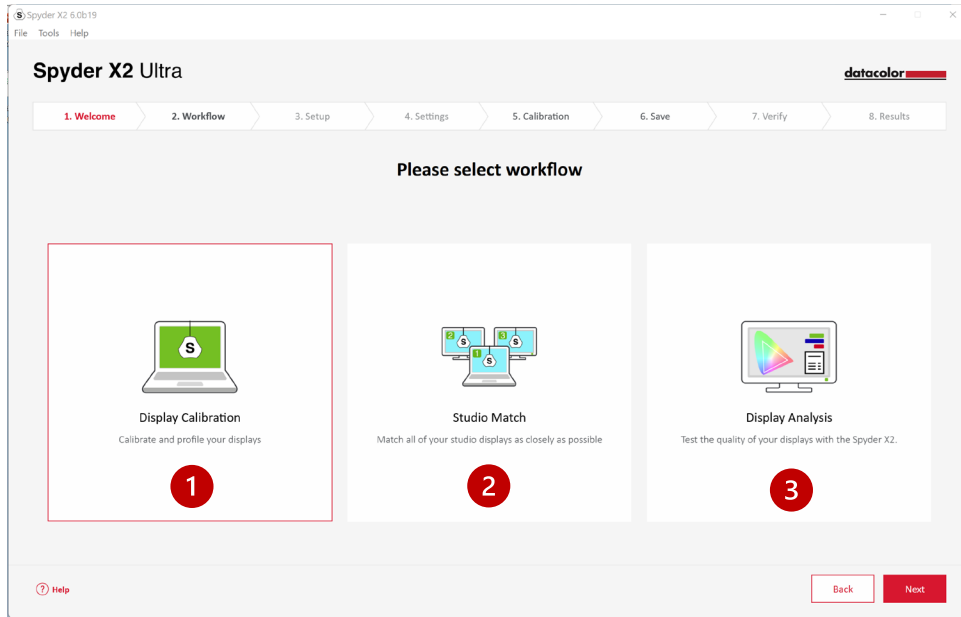 Spyder X2 6.0b19
File Tools Help
Spyder X2 Ultra
datacolor
1. Welcome 2. Workflow 3. Setup 4. Settings 5. Calibration 6. Save 7. Verify 8. Results
Please select workflow
S
2 S 3 S
1 S
Display Calibration
Calibrate and profile your displays
1
Studio Match
Match all of your studio displays as closely as possible
2
Display Analysis
Test the quality of your displays with the Spyder X2.
3
? Help
Back Next